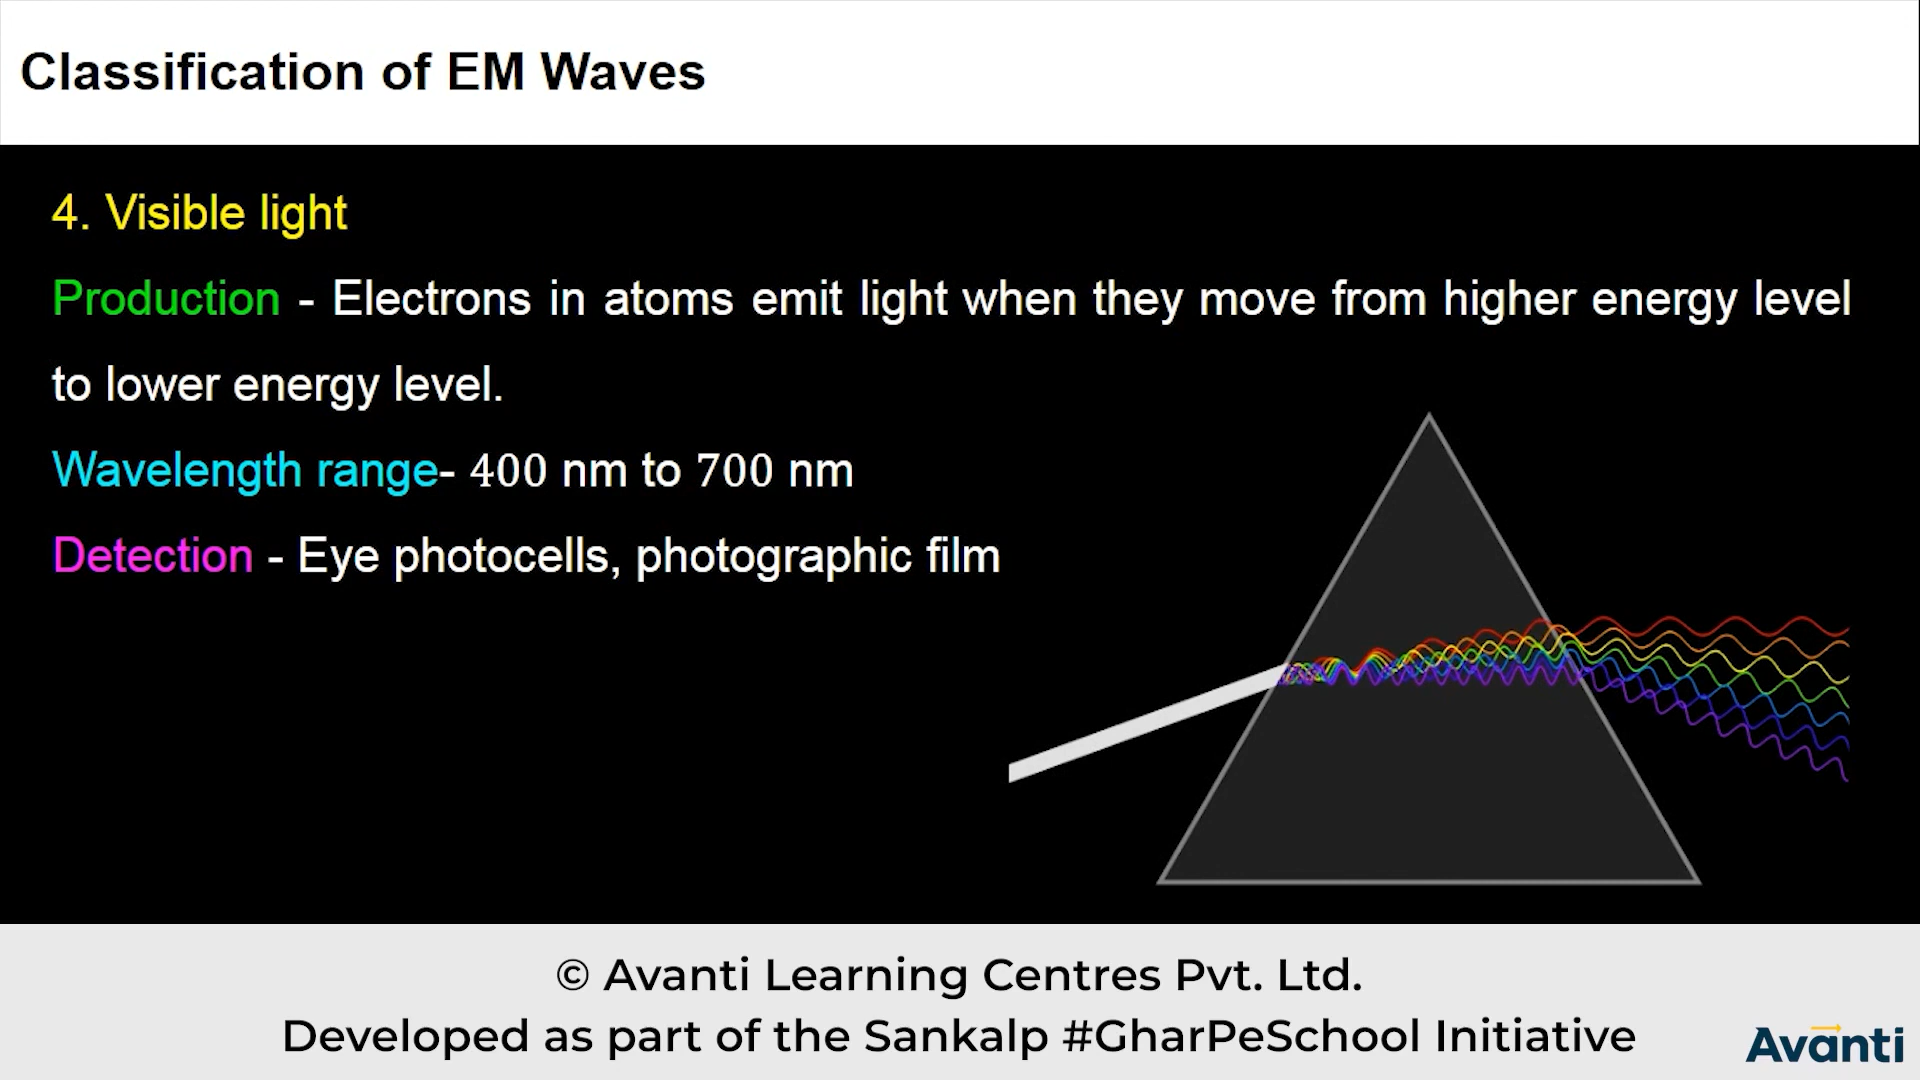 Classification of EM Waves
4. Visible light
Production - Electrons in atoms emit light when they move from higher energy level
to lower energy level.
Wavelength range- 400 nm to 700 nm
Detection - Eye photocells, photographic film
© Avanti Learning Centres Pvt. Ltd.
Developed as part of the Sankalp #GharPeSchool Initiative
Avanti